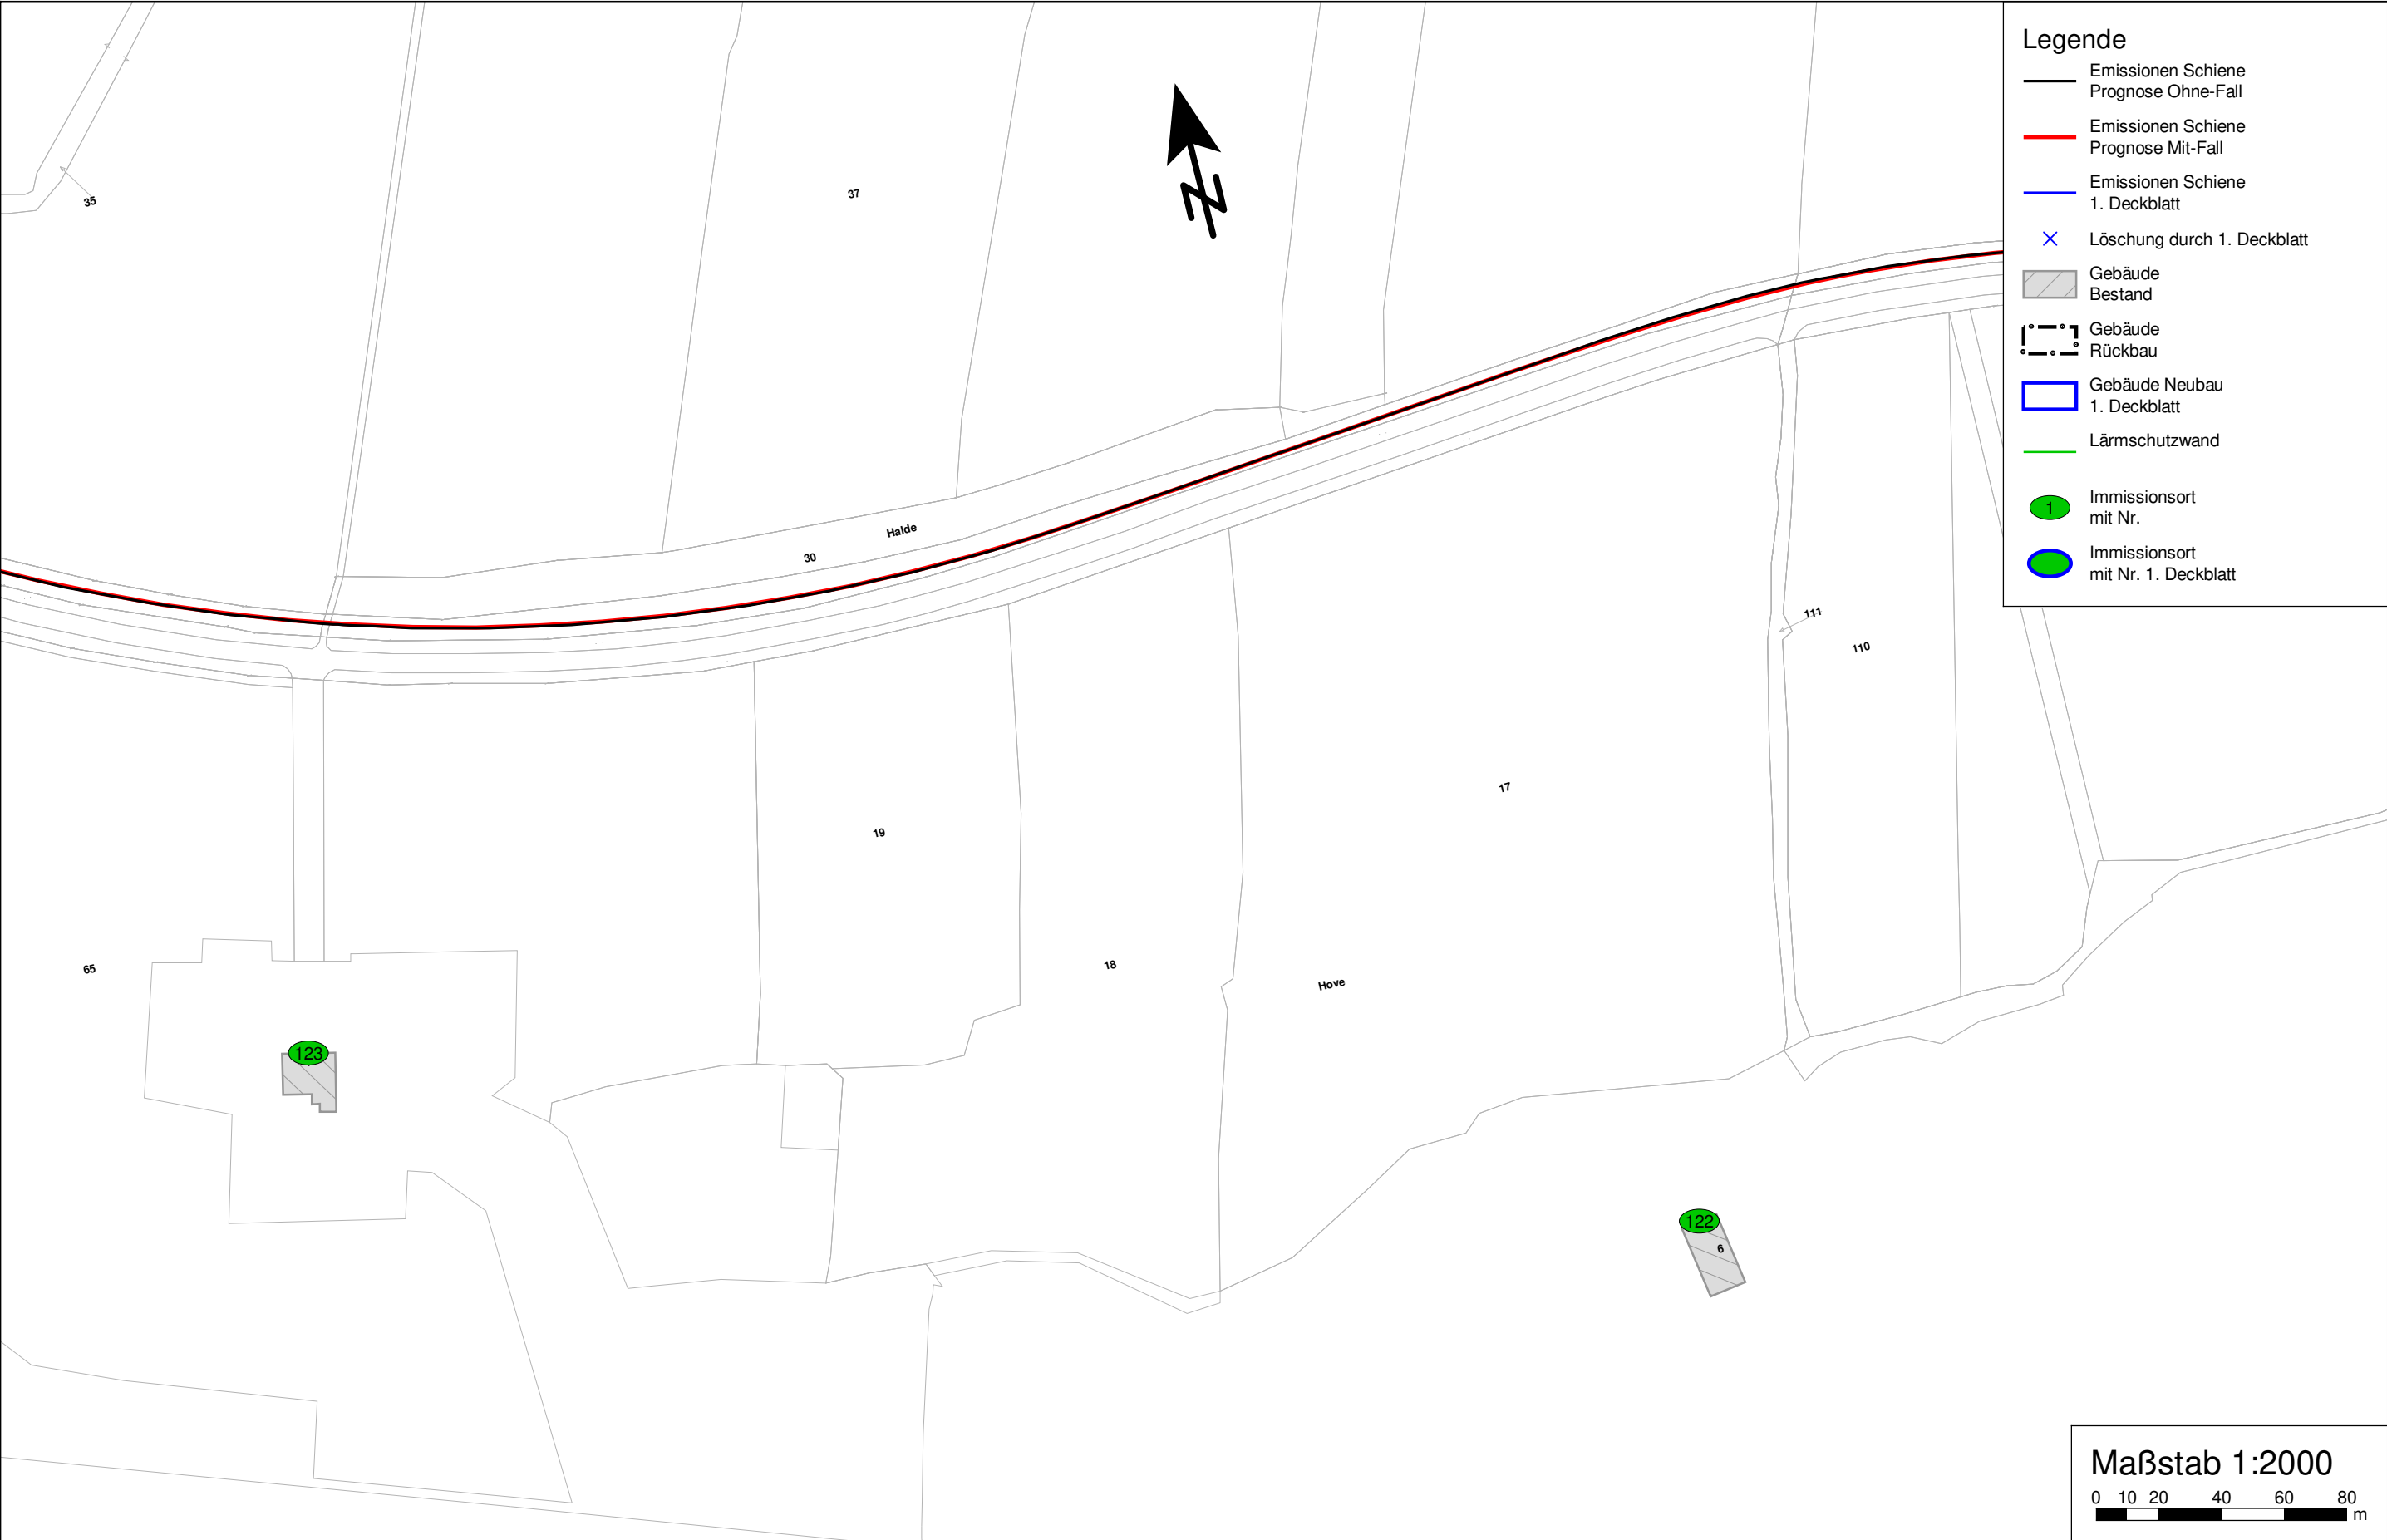 Legende
Emissionen Schiene
Prognose Ohne-Fall
Emissionen Schiene
Prognose Mit-Fall
Emissionen Schiene
1. Deckblatt
Löschung durch 1. Deckblatt
Gebäude
Bestand
Gebäude
Rückbau
Gebäude Neubau
1. Deckblatt
Lärmschutzwand
1
Immissionsort
mit Nr.
Immissionsort
mit Nr. 1. Deckblatt
N
35
37
Halde
30
111
110
17
19
18
Hove
65
123
122
6
Maßstab 1:2000
0 10 20 40 60 80
m